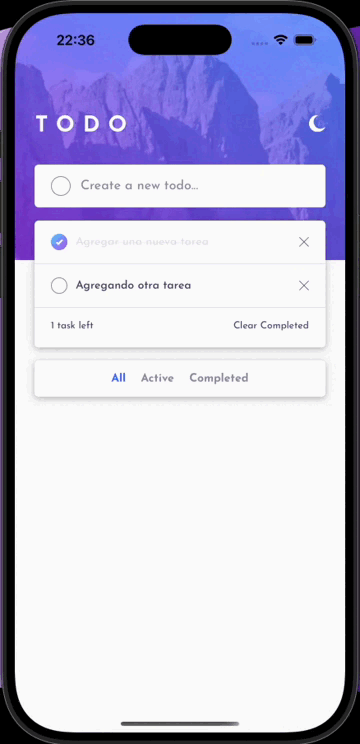 22:36
TODO
Create a new todo...
Agregar una nueva tarea
Agregando otra tarea
1 task left Clear Completed
All Active Completed